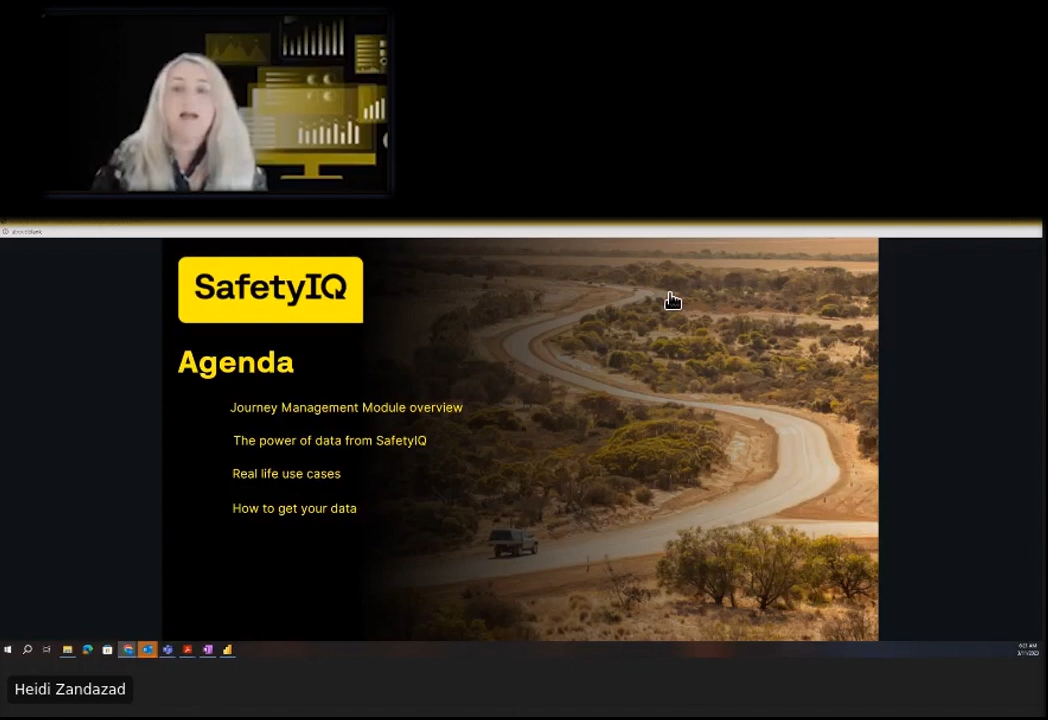 SafetyIQ
Agenda
Journey Management Module overview
The power of data from SafetyIQ
Real life use cases
How to get your data
Heidi Zandazad